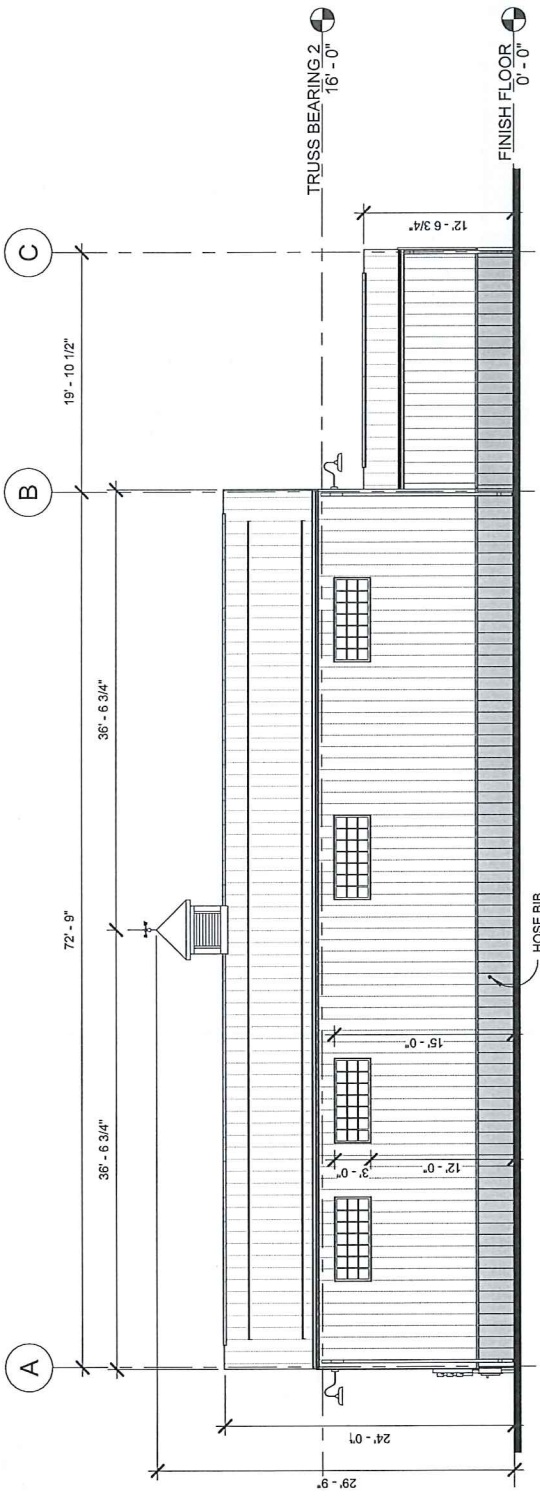 C
B
A
19' - 10 1/2"
72' - 9"
36' - 6 3/4"
36' - 6 3/4"
TRUSS BEARING 2
16' - 0"
FINISH FLOOR
0' - 0"
12' - 6 3/4"
24' - 0"
29' - 9"
15' - 0"
3' - 0"
12' - 0"
HOSE BIB